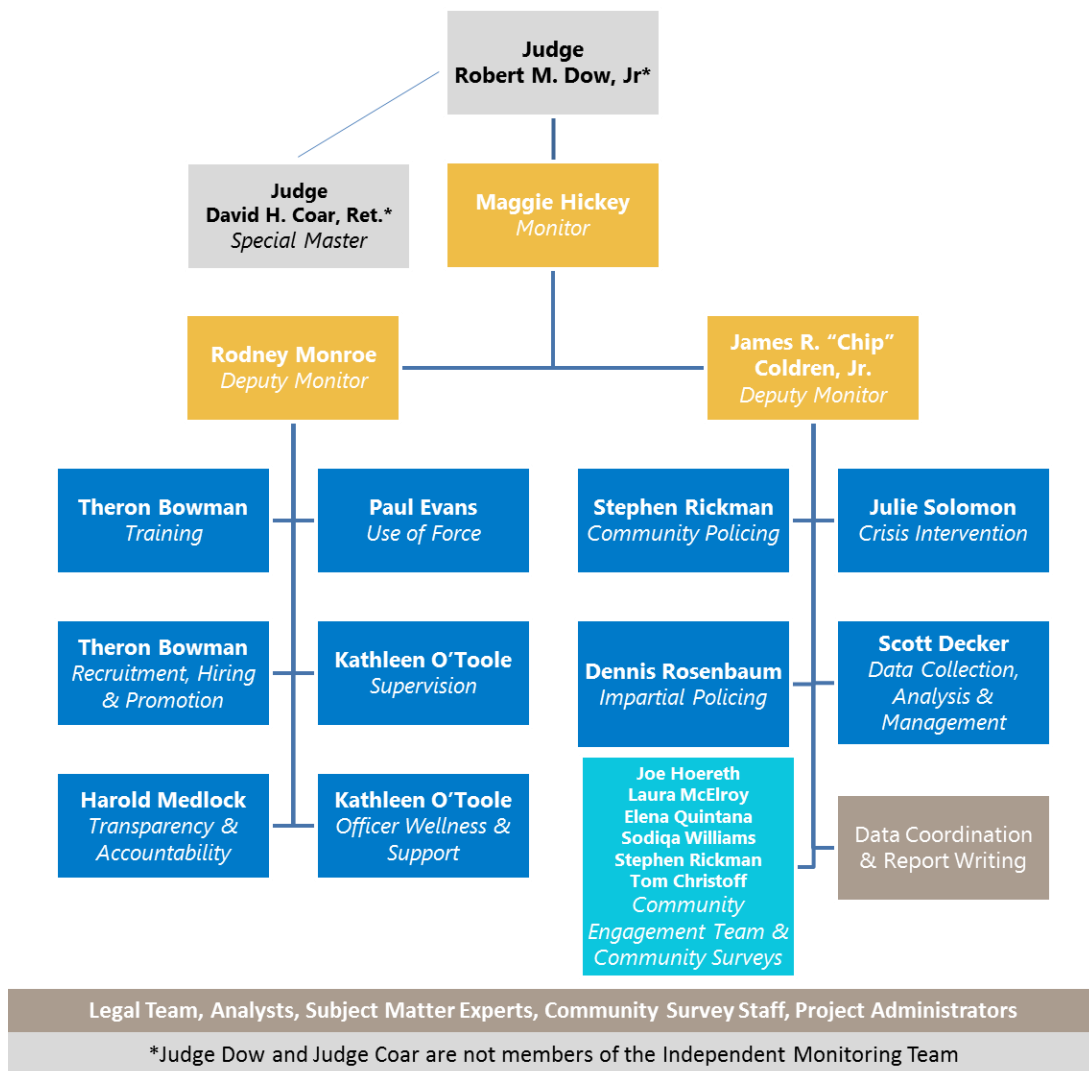 Judge
Robert M. Dow, Jr*
Judge
David H. Coar, Ret.*
Special Master
Maggie Hickey
Monitor
Rodney Monroe
Deputy Monitor
James R. “Chip”
Coldren, Jr.
Deputy Monitor
Theron Bowman
Training
Paul Evans
Use of Force
Stephen Rickman
Community Policing
Julie Solomon
Crisis Intervention
Theron Bowman
Recruitment, Hiring
& Promotion
Kathleen O’Toole
Supervision
Dennis Rosenbaum
Impartial Policing
Scott Decker
Data Collection,
Analysis &
Management
Harold Medlock
Transparency &
Accountability
Kathleen O’Toole
Officer Wellness &
Support
Joe Hoereth
Laura McElroy
Elena Quintana
Sodiqa Williams
Stephen Rickman
Tom Christoff
Community
Engagement Team &
Community Surveys
Data Coordination
& Report Writing
Legal Team, Analysts, Subject Matter Experts, Community Survey Staff, Project Administrators
*Judge Dow and Judge Coar are not members of the Independent Monitoring Team